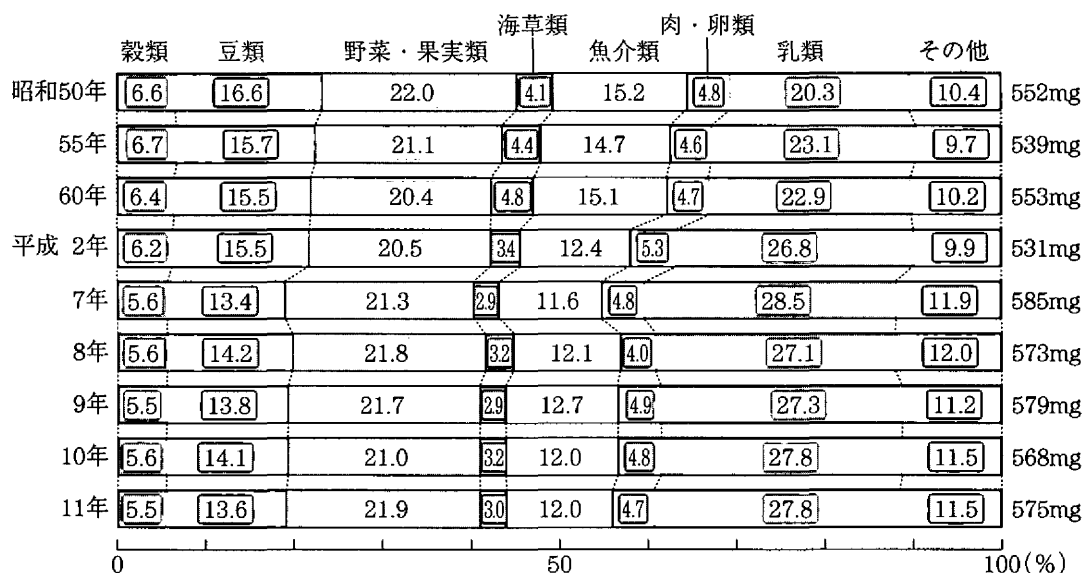 海草類 肉・卵類
穀類 豆類 野菜・果実類 魚介類 乳類 その他
昭和50年 6.6 16.6 22.0 4.1 15.2 4.8 20.3 10.4 552mg
55年 6.7 15.7 21.1 4.4 14.7 4.6 23.1 9.7 539mg
60年 6.4 15.5 20.4 4.8 15.1 4.7 22.9 10.2 553mg
平成 2年 6.2 15.5 20.5 3.4 12.4 5.3 26.8 9.9 531mg
7年 5.6 13.4 21.3 2.9 11.6 4.8 28.5 11.9 585mg
8年 5.6 14.2 21.8 3.2 12.1 4.0 27.1 12.0 573mg
9年 5.5 13.8 21.7 2.9 12.7 4.9 27.3 11.2 579mg
10年 5.6 14.1 21.0 3.2 12.0 4.8 27.8 11.5 568mg
11年 5.5 13.6 21.9 3.0 12.0 4.7 27.8 11.5 575mg
0 50 100(%)